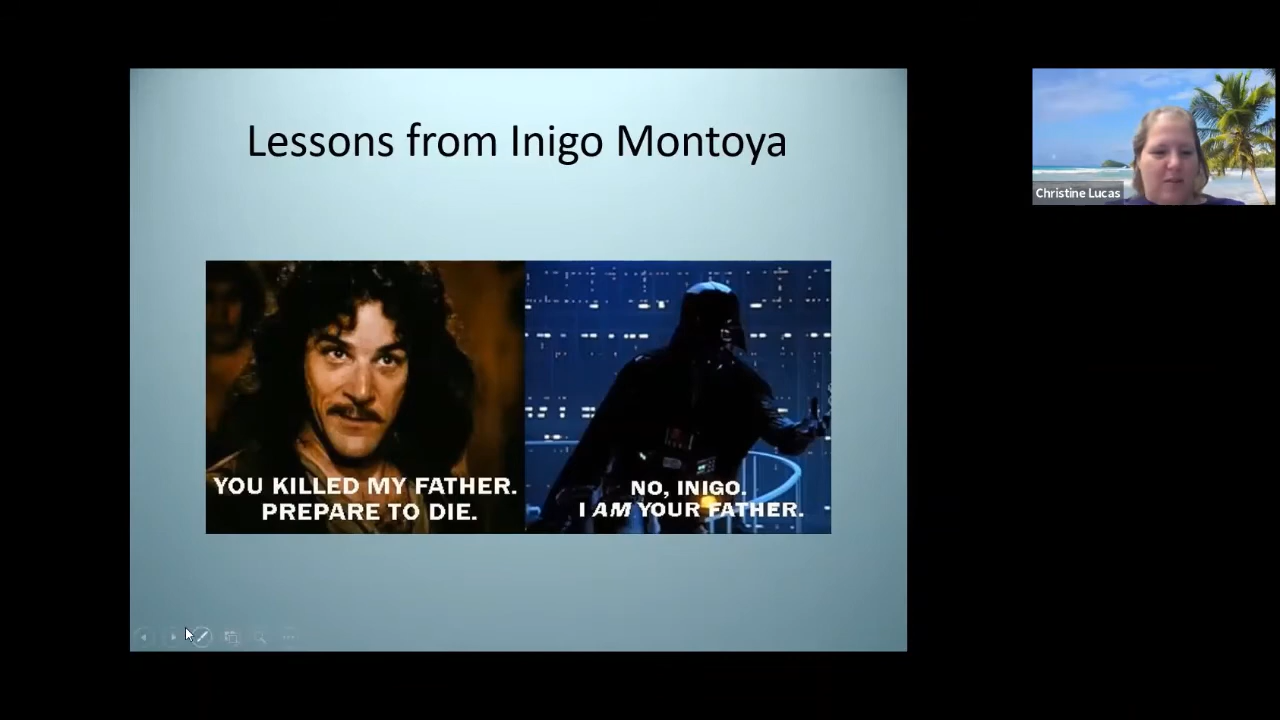 Lessons from Inigo Montoya
YOU KILLED MY FATHER.
PREPARE TO DIE.
NO, INIGO.
I AM YOUR FATHER.
Christine Lucas